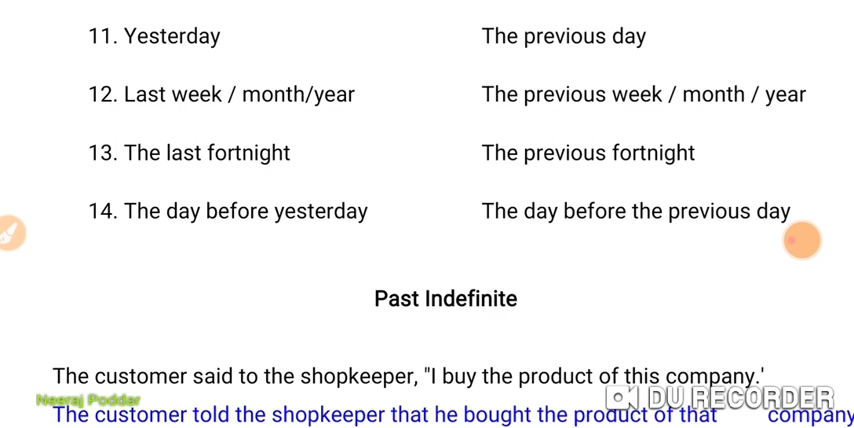 11. Yesterday The previous day
12. Last week / month/year The previous week / month / year
13. The last fortnight The previous fortnight
14. The day before yesterday The day before the previous day
Past Indefinite
The customer said to the shopkeeper, "I buy the product of this company.'
Neeraj Poddar
DU RECORDER
The customer told the shopkeeper that he bought the product of that company